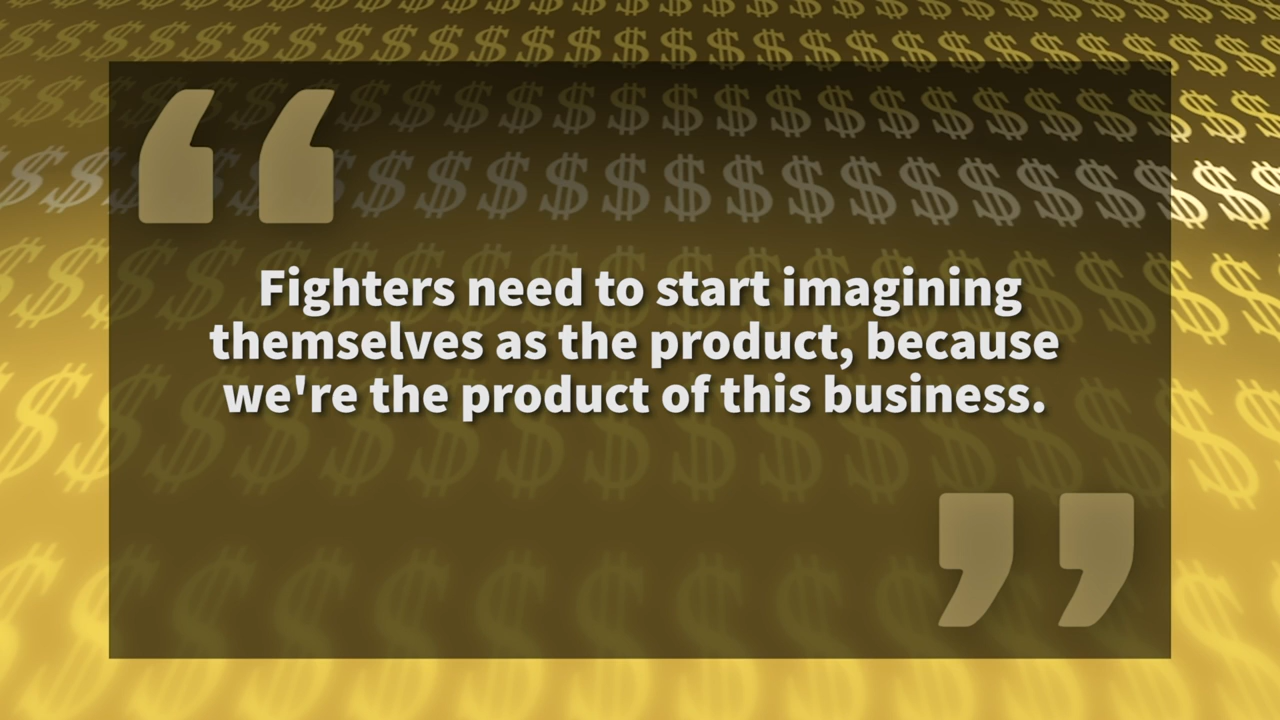 Fighters need to start imagining
themselves as the product, because
we're the product of this business.